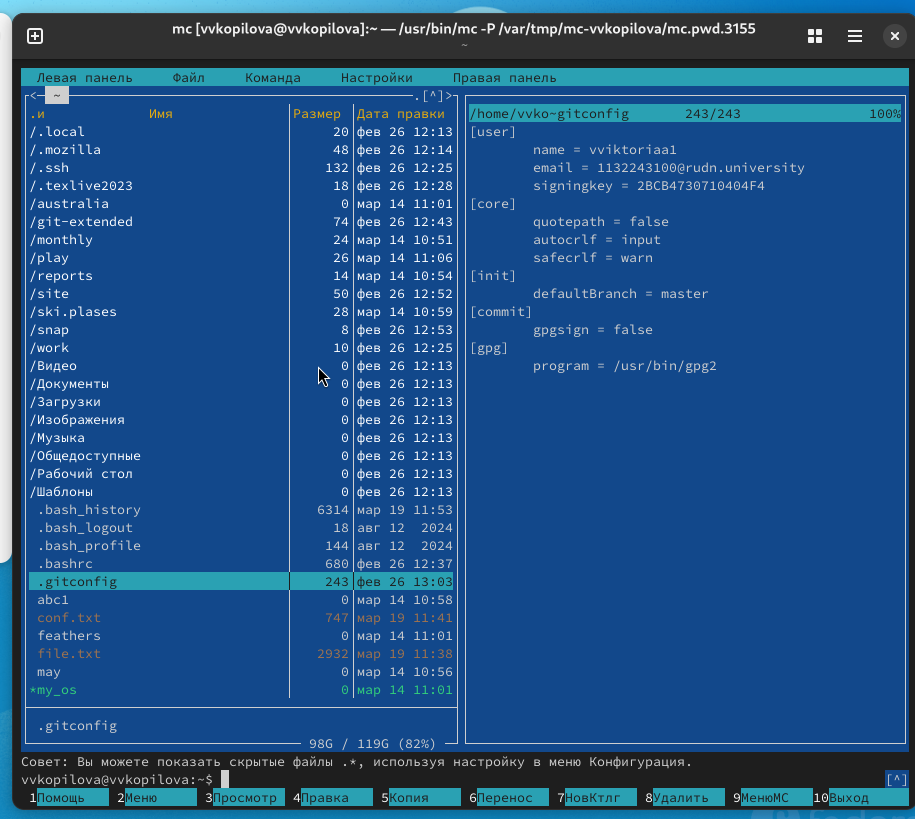 mc [vvkopilova@vvkopilova]:~ — /usr/bin/mc -P /var/tmp/mc-vvkopilova/mc.pwd.3155
~
Левая панель Файл Команда Настройки Правая панель
<─ ~ .[^]>
.и Имя Размер Дата правки
/.local 20 фев 26 12:13
/.mozilla 48 фев 26 12:14
/.ssh 132 фев 26 12:25
/.texlive2023 18 фев 26 12:28
/australia 0 мар 14 11:01
/git-extended 74 фев 26 12:43
/monthly 24 мар 14 10:51
/play 26 мар 14 11:06
/reports 14 мар 14 10:54
/site 50 фев 26 12:52
/ski.plases 28 мар 14 10:59
/snap 8 фев 26 12:53
/work 10 фев 26 12:25
/Видео 0 фев 26 12:13
/Документы 0 фев 26 12:13
/Загрузки 0 фев 26 12:13
/Изображения 0 фев 26 12:13
/Музыка 0 фев 26 12:13
/Общедоступные 0 фев 26 12:13
/Рабочий стол 0 фев 26 12:13
/Шаблоны 0 фев 26 12:13
.bash_history 6314 мар 19 11:53
.bash_logout 18 авг 12 2024
.bash_profile 144 авг 12 2024
.bashrc 680 фев 26 12:37
.gitconfig 243 фев 26 13:03
abc1 0 мар 14 10:58
conf.txt 747 мар 19 11:41
feathers 0 мар 14 11:01
file.txt 2932 мар 19 11:38
may 0 мар 14 10:56
*my_os 0 мар 14 11:01
.gitconfig
98G / 119G (82%)
/home/vvko~gitconfig 243/243 100%
[user]
name = vviktoriaa1
email = 1132243100@rudn.university
signingkey = 2BCB4730710404F4
[core]
quotepath = false
autocrlf = input
safecrlf = warn
[init]
defaultBranch = master
[commit]
gpgsign = false
[gpg]
program = /usr/bin/gpg2
Совет: Вы можете показать скрытые файлы .*, используя настройку в меню Конфигурация.
vvkopilova@vvkopilova:~$ [^]
1Помощь 2Меню 3Просмотр 4Правка 5Копия 6Перенос 7НовКтлг 8Удалить 9МенюМС 10Выход